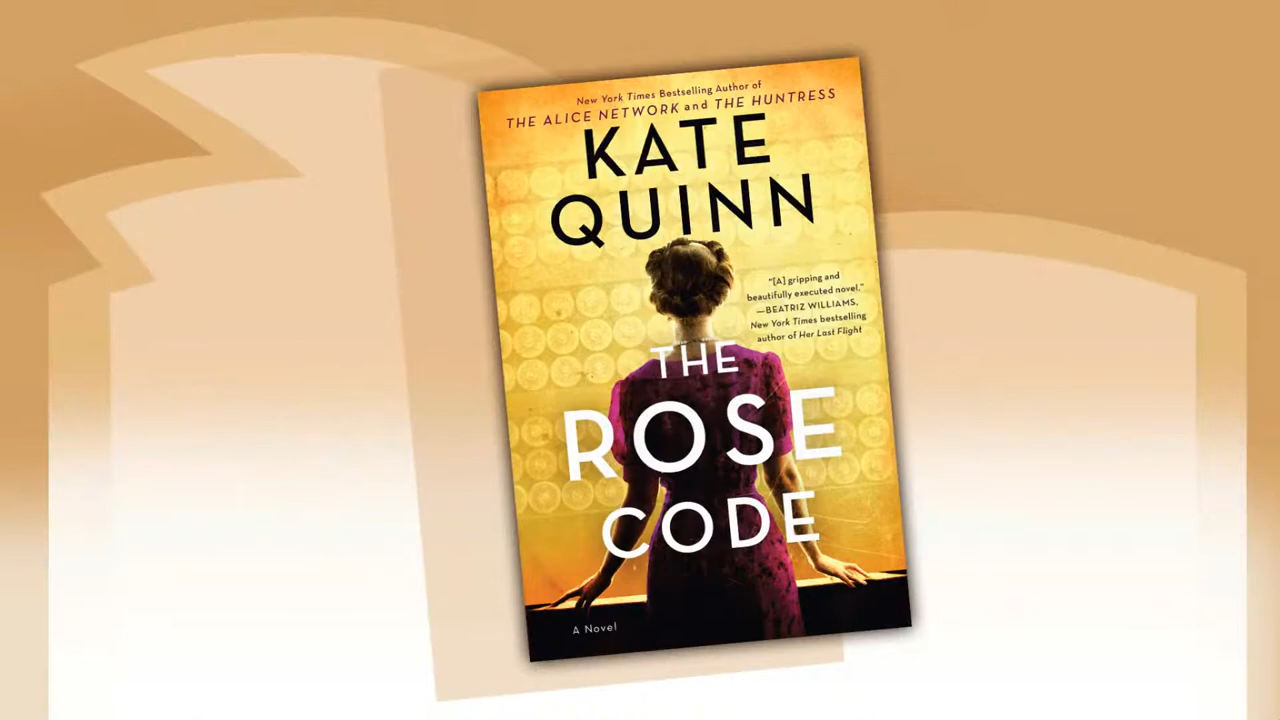 New York Times Bestselling Author of
THE ALICE NETWORK and THE HUNTRESS
KATE
QUINN
"[A] gripping and
beautifully executed novel."
—BEATRIZ WILLIAMS,
New York Times bestselling
author of Her Last Flight
THE
ROSE
CODE
A Novel